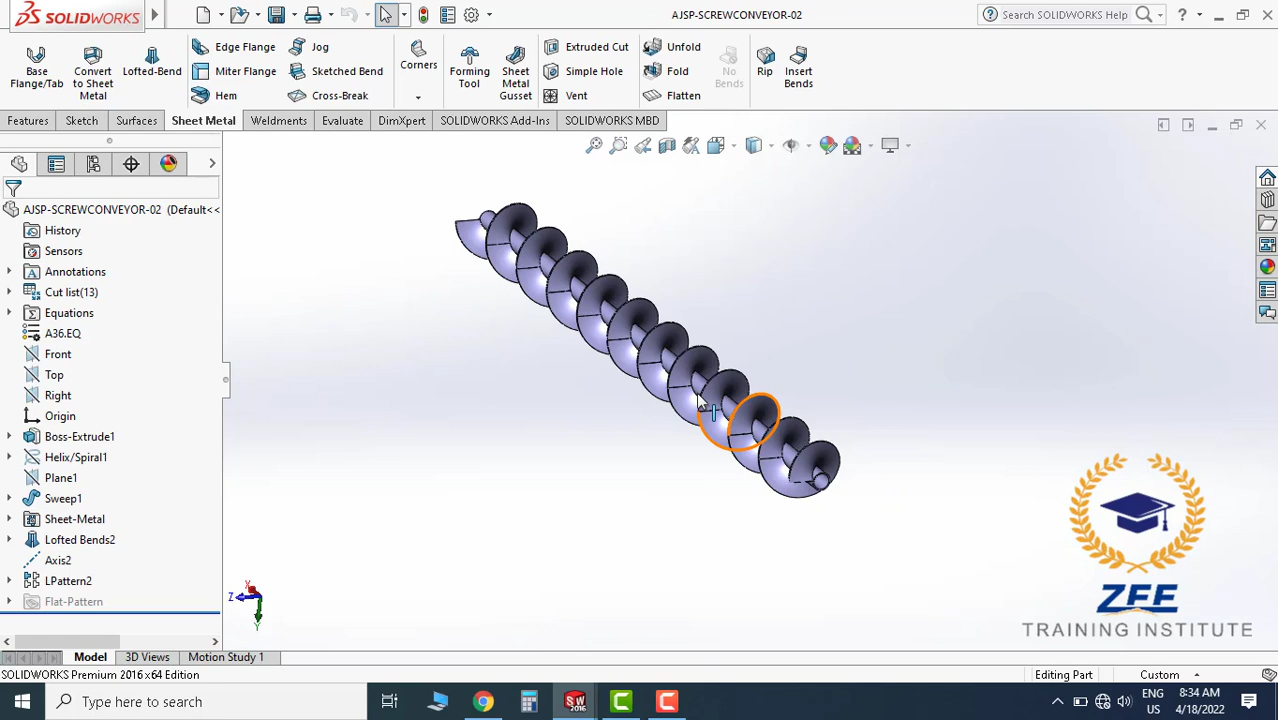 SOLIDWORKS
AJSP-SCREWCONVEYOR-02
Search SOLIDWORKS Help
Base Flange/Tab
Convert to Sheet Metal
Lofted-Bend
Edge Flange
Miter Flange
Hem
Jog
Sketched Bend
Cross-Break
Corners
Forming Tool
Sheet Metal Gusset
Extruded Cut
Simple Hole
Vent
Unfold
Fold
Flatten
No Bends
Rip
Insert Bends
Features
Sketch
Surfaces
Sheet Metal
Weldments
Evaluate
DimXpert
SOLIDWORKS Add-Ins
SOLIDWORKS MBD
AJSP-SCREWCONVEYOR-02 (Default<<
History
Sensors
Annotations
Cut list(13)
Equations
A36.EQ
Front
Top
Right
Origin
Boss-Extrude1
Helix/Spiral1
Plane1
Sweep1
Sheet-Metal
Lofted Bends2
Axis2
LPattern2
Flat-Pattern
X
Z
Y
ZFE
TRAINING INSTITUTE
Model
3D Views
Motion Study 1
SOLIDWORKS Premium 2016 x64 Edition
Editing Part
Custom
Type here to search
SW
2016
ENG
US
8:34 AM
4/18/2022